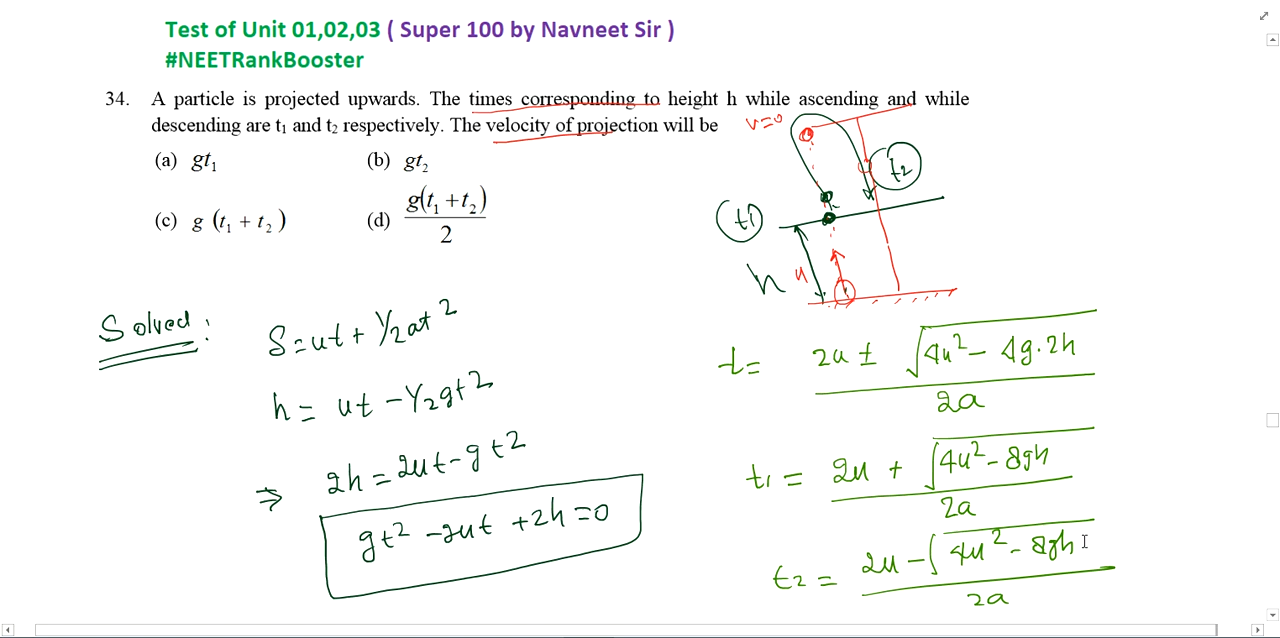 Test of Unit 01,02,03 ( Super 100 by Navneet Sir )
#NEETRankBooster
34. A particle is projected upwards. The times corresponding to height h while ascending and while
descending are t₁ and t₂ respectively. The velocity of projection will be
(a) gt₁ (b) gt₂
(c) g (t₁ + t₂) (d) g(t₁ + t₂)/2
v=0
t2
t1
h
u
Solved:
S=ut + 1/2at²
h = ut - 1/2gt²
⇒ 2h = 2ut-gt²
gt² - 2ut + 2h = 0
t = 2u ± √4u² - 4g.2h / 2a
t₁ = 2u + √4u² - 8gh / 2a
t₂ = 2u - √4u² - 8gh / 2a